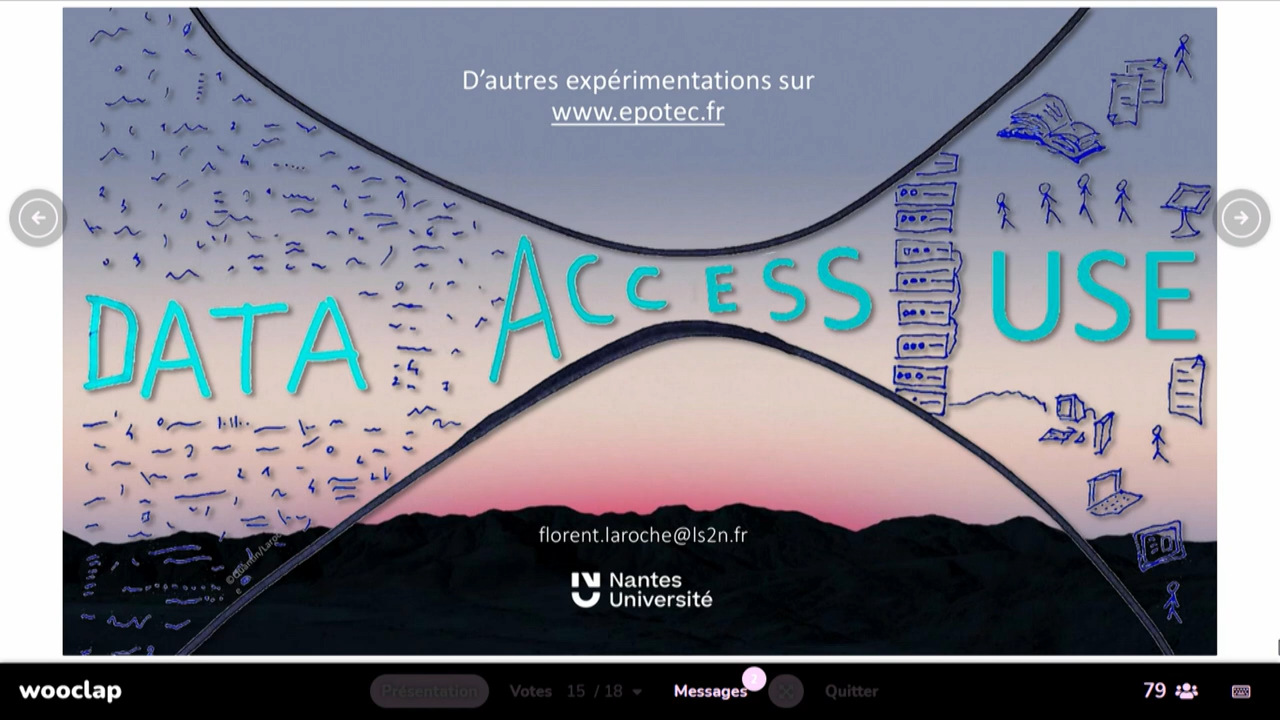 D'autres expérimentations sur
www.epotec.fr
DATA ACCESS USE
florent.laroche@ls2n.fr
Nantes
Université
wooclap
Présentation
Votes 15 / 18
Messages
Quitter
79